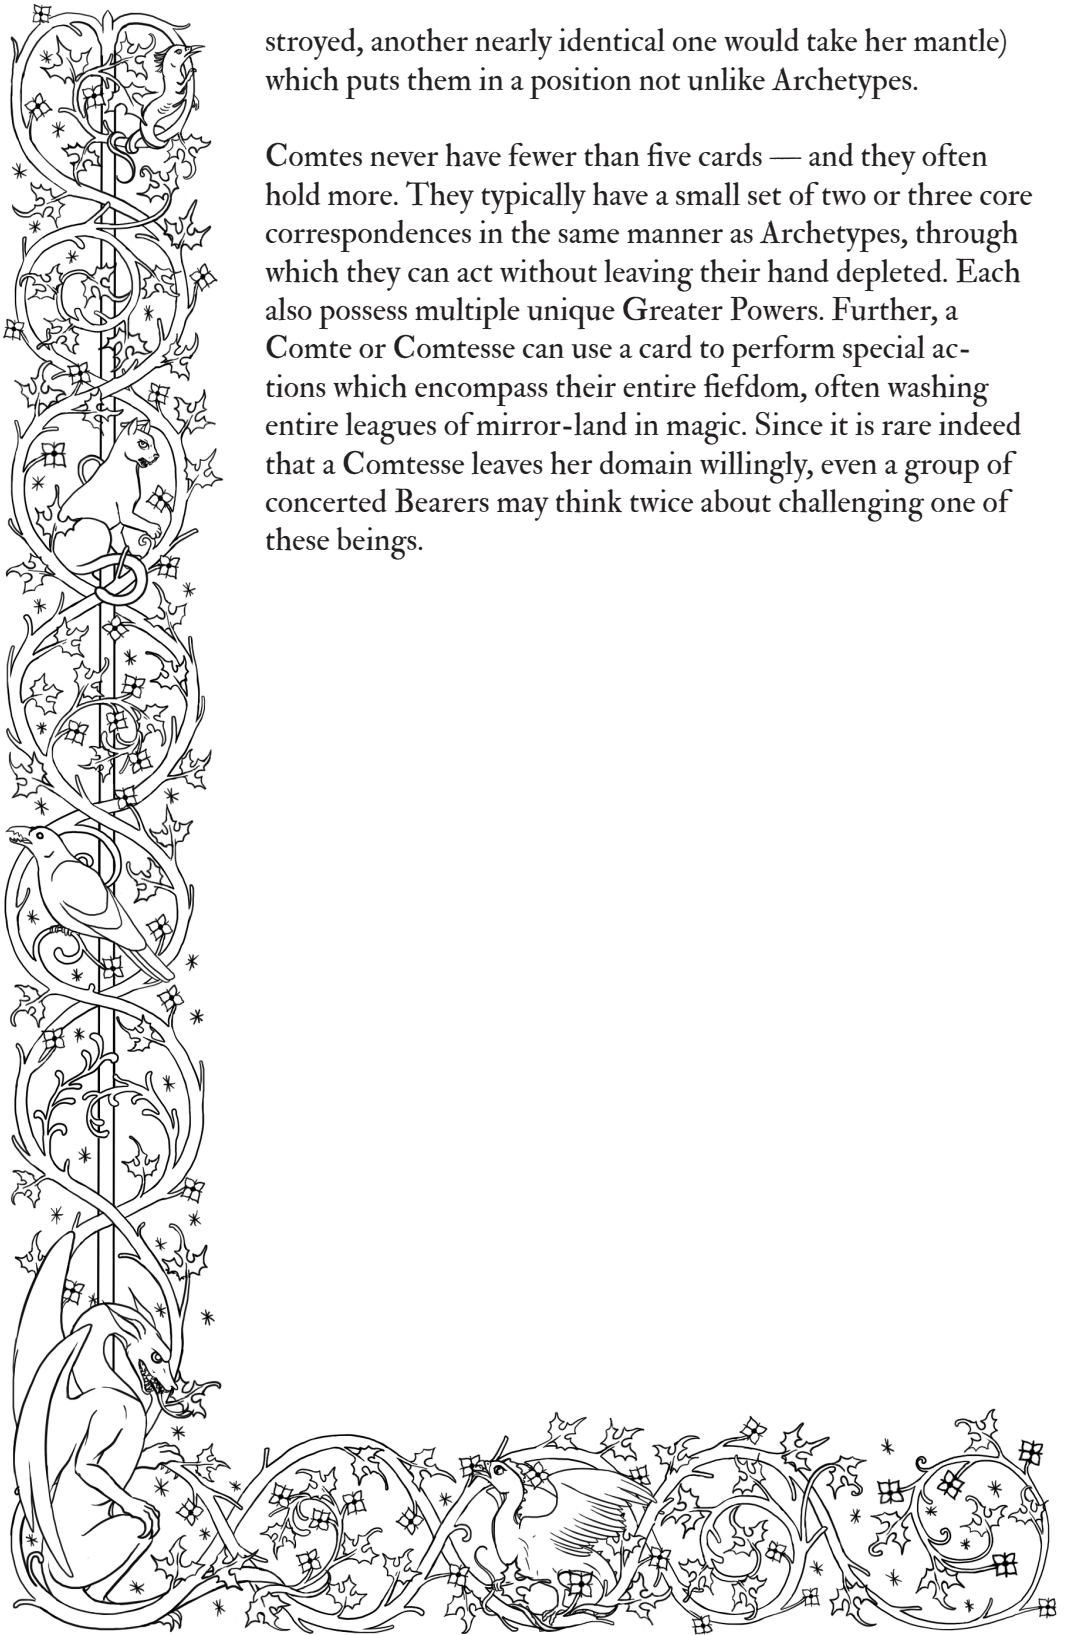 stroyed, another nearly identical one would take her mantle)
which puts them in a position not unlike Archetypes.
Comtes never have fewer than five cards — and they often
hold more. They typically have a small set of two or three core
correspondences in the same manner as Archetypes, through
which they can act without leaving their hand depleted. Each
also possess multiple unique Greater Powers. Further, a
Comte or Comtesse can use a card to perform special ac-
tions which encompass their entire fiefdom, often washing
entire leagues of mirror-land in magic. Since it is rare indeed
that a Comtesse leaves her domain willingly, even a group of
concerted Bearers may think twice about challenging one of
these beings.